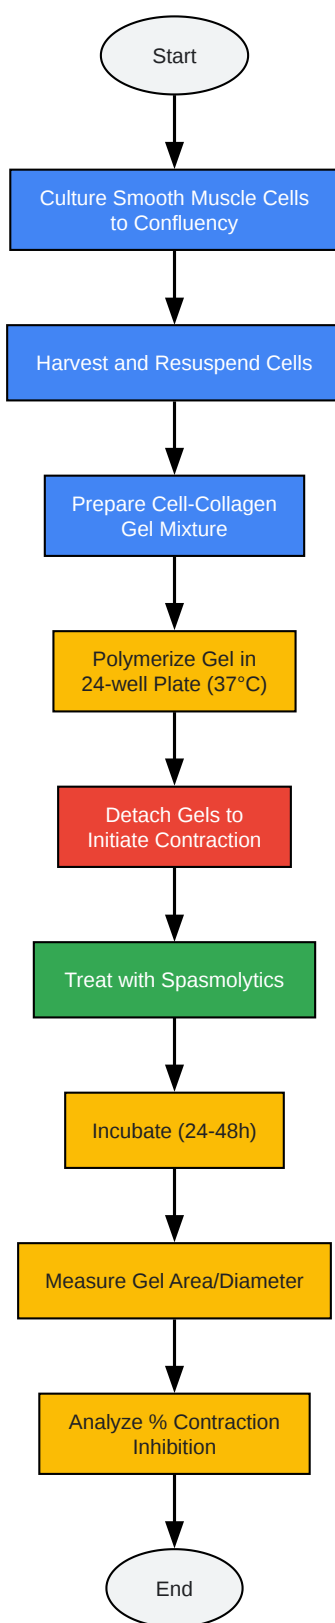 Start
Culture Smooth Muscle Cells
to Confluency
Harvest and Resuspend Cells
Prepare Cell-Collagen
Gel Mixture
Polymerize Gel in
24-well Plate (37°C)
Detach Gels to
Initiate Contraction
Treat with Spasmolytics
Incubate (24-48h)
Measure Gel Area/Diameter
Analyze % Contraction
Inhibition
End